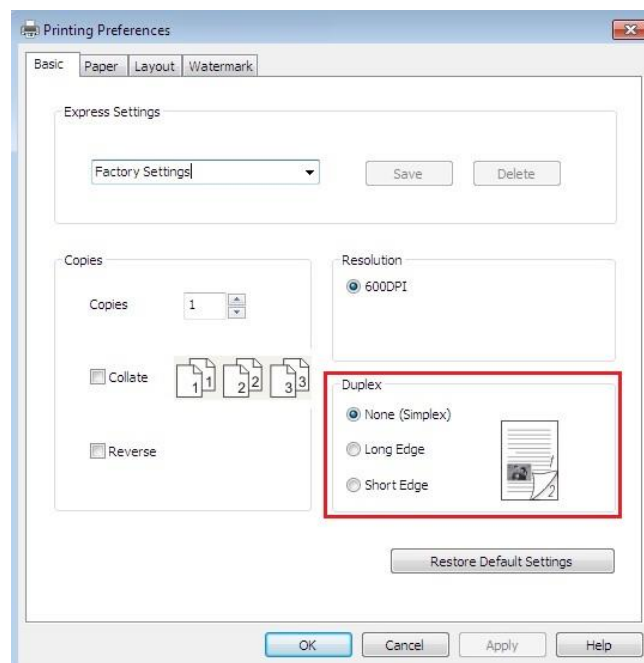 Printing Preferences
Basic Paper Layout Watermark
Express Settings
Factory Settings
Save Delete
Copies
Copies 1
Collate 1 1 2 2 3 3
Reverse
Resolution
600DPI
Duplex
None (Simplex)
Long Edge
Short Edge
1
2
Restore Default Settings
OK Cancel Apply Help